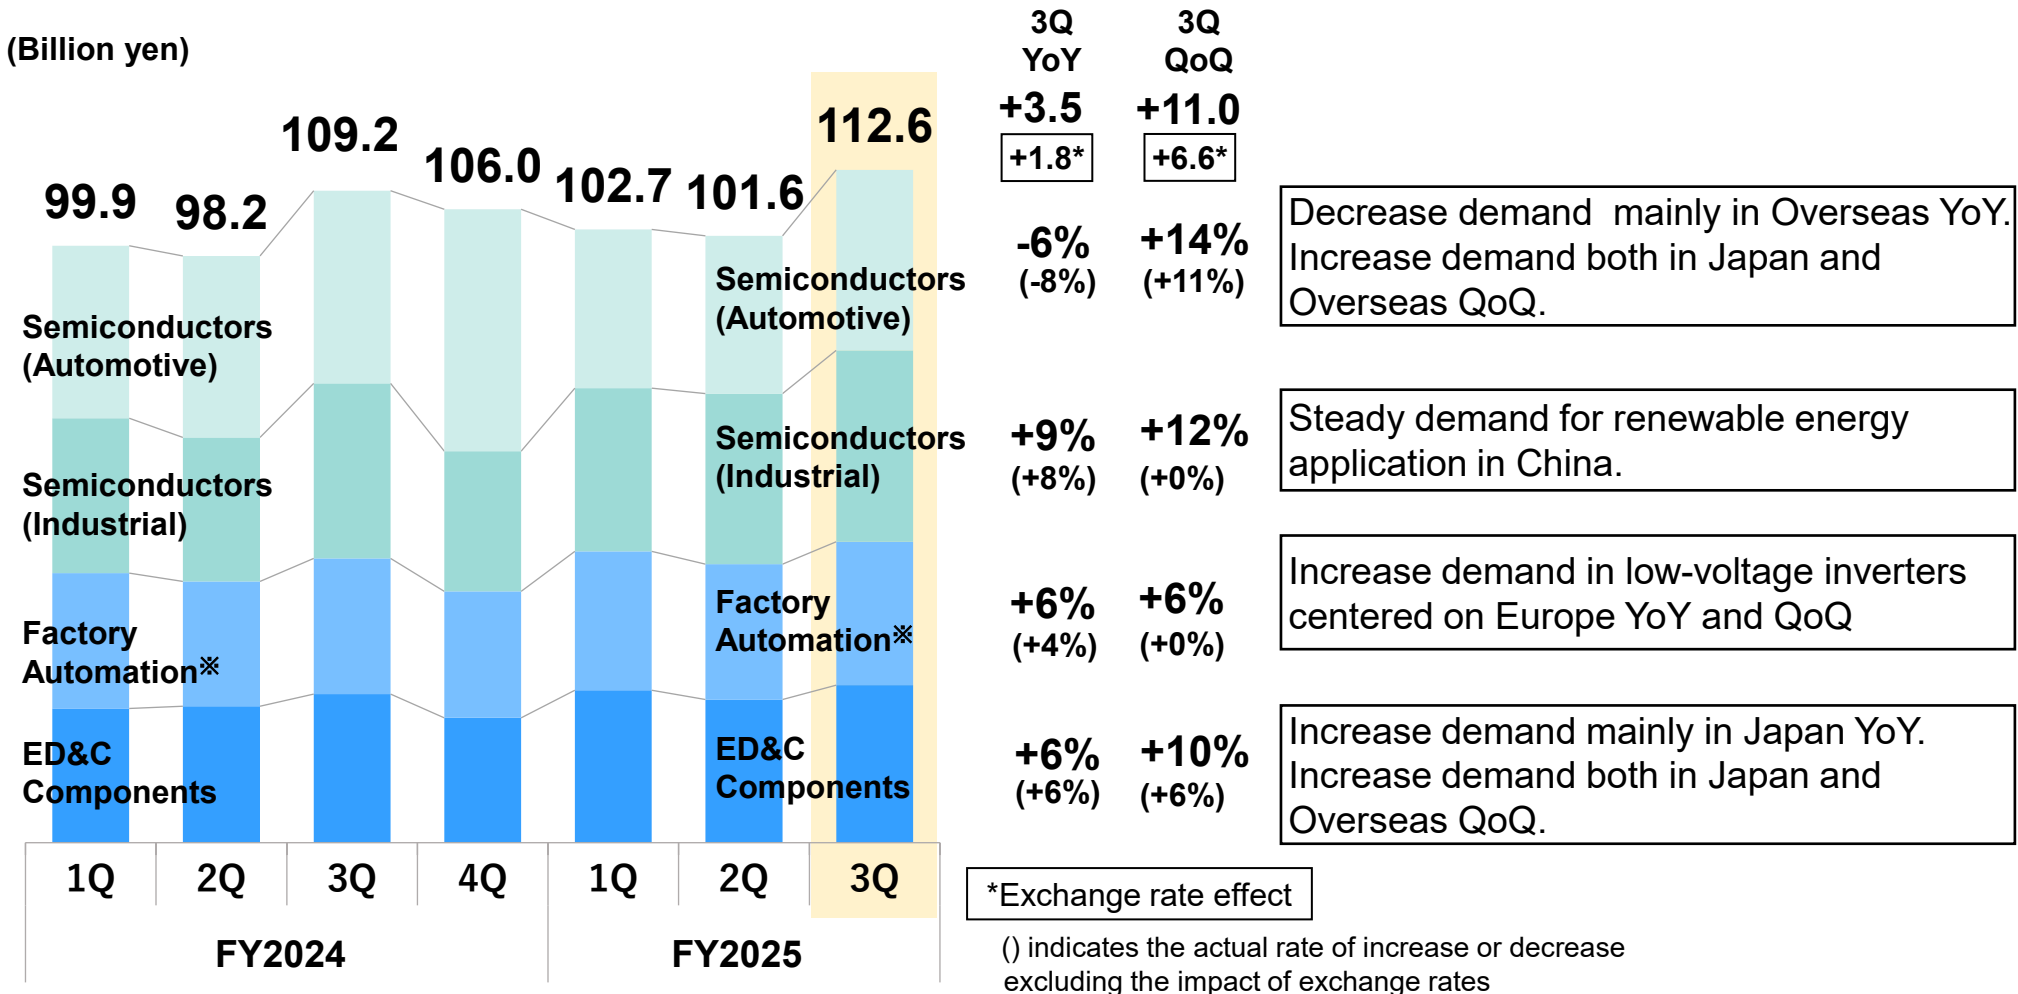 (Billion yen)
3Q
YoY
3Q
QoQ
+3.5
+11.0
+1.8*
+6.6*
99.9
98.2
109.2
106.0
102.7
101.6
112.6
Semiconductors
(Automotive)
Semiconductors
(Industrial)
Factory
Automation※
ED&C
Components
Semiconductors
(Automotive)
-6%
(-8%)
+14%
(+11%)
Decrease demand  mainly in Overseas YoY.
Increase demand both in Japan and
Overseas QoQ.
Semiconductors
(Industrial)
+9%
(+8%)
+12%
(+0%)
Steady demand for renewable energy
application in China.
Factory
Automation※
+6%
(+4%)
+6%
(+0%)
Increase demand in low-voltage inverters
centered on Europe YoY and QoQ
ED&C
Components
+6%
(+6%)
+10%
(+6%)
Increase demand mainly in Japan YoY.
Increase demand both in Japan and
Overseas QoQ.
1Q
2Q
3Q
4Q
1Q
2Q
3Q
FY2024
FY2025
*Exchange rate effect
() indicates the actual rate of increase or decrease
excluding the impact of exchange rates